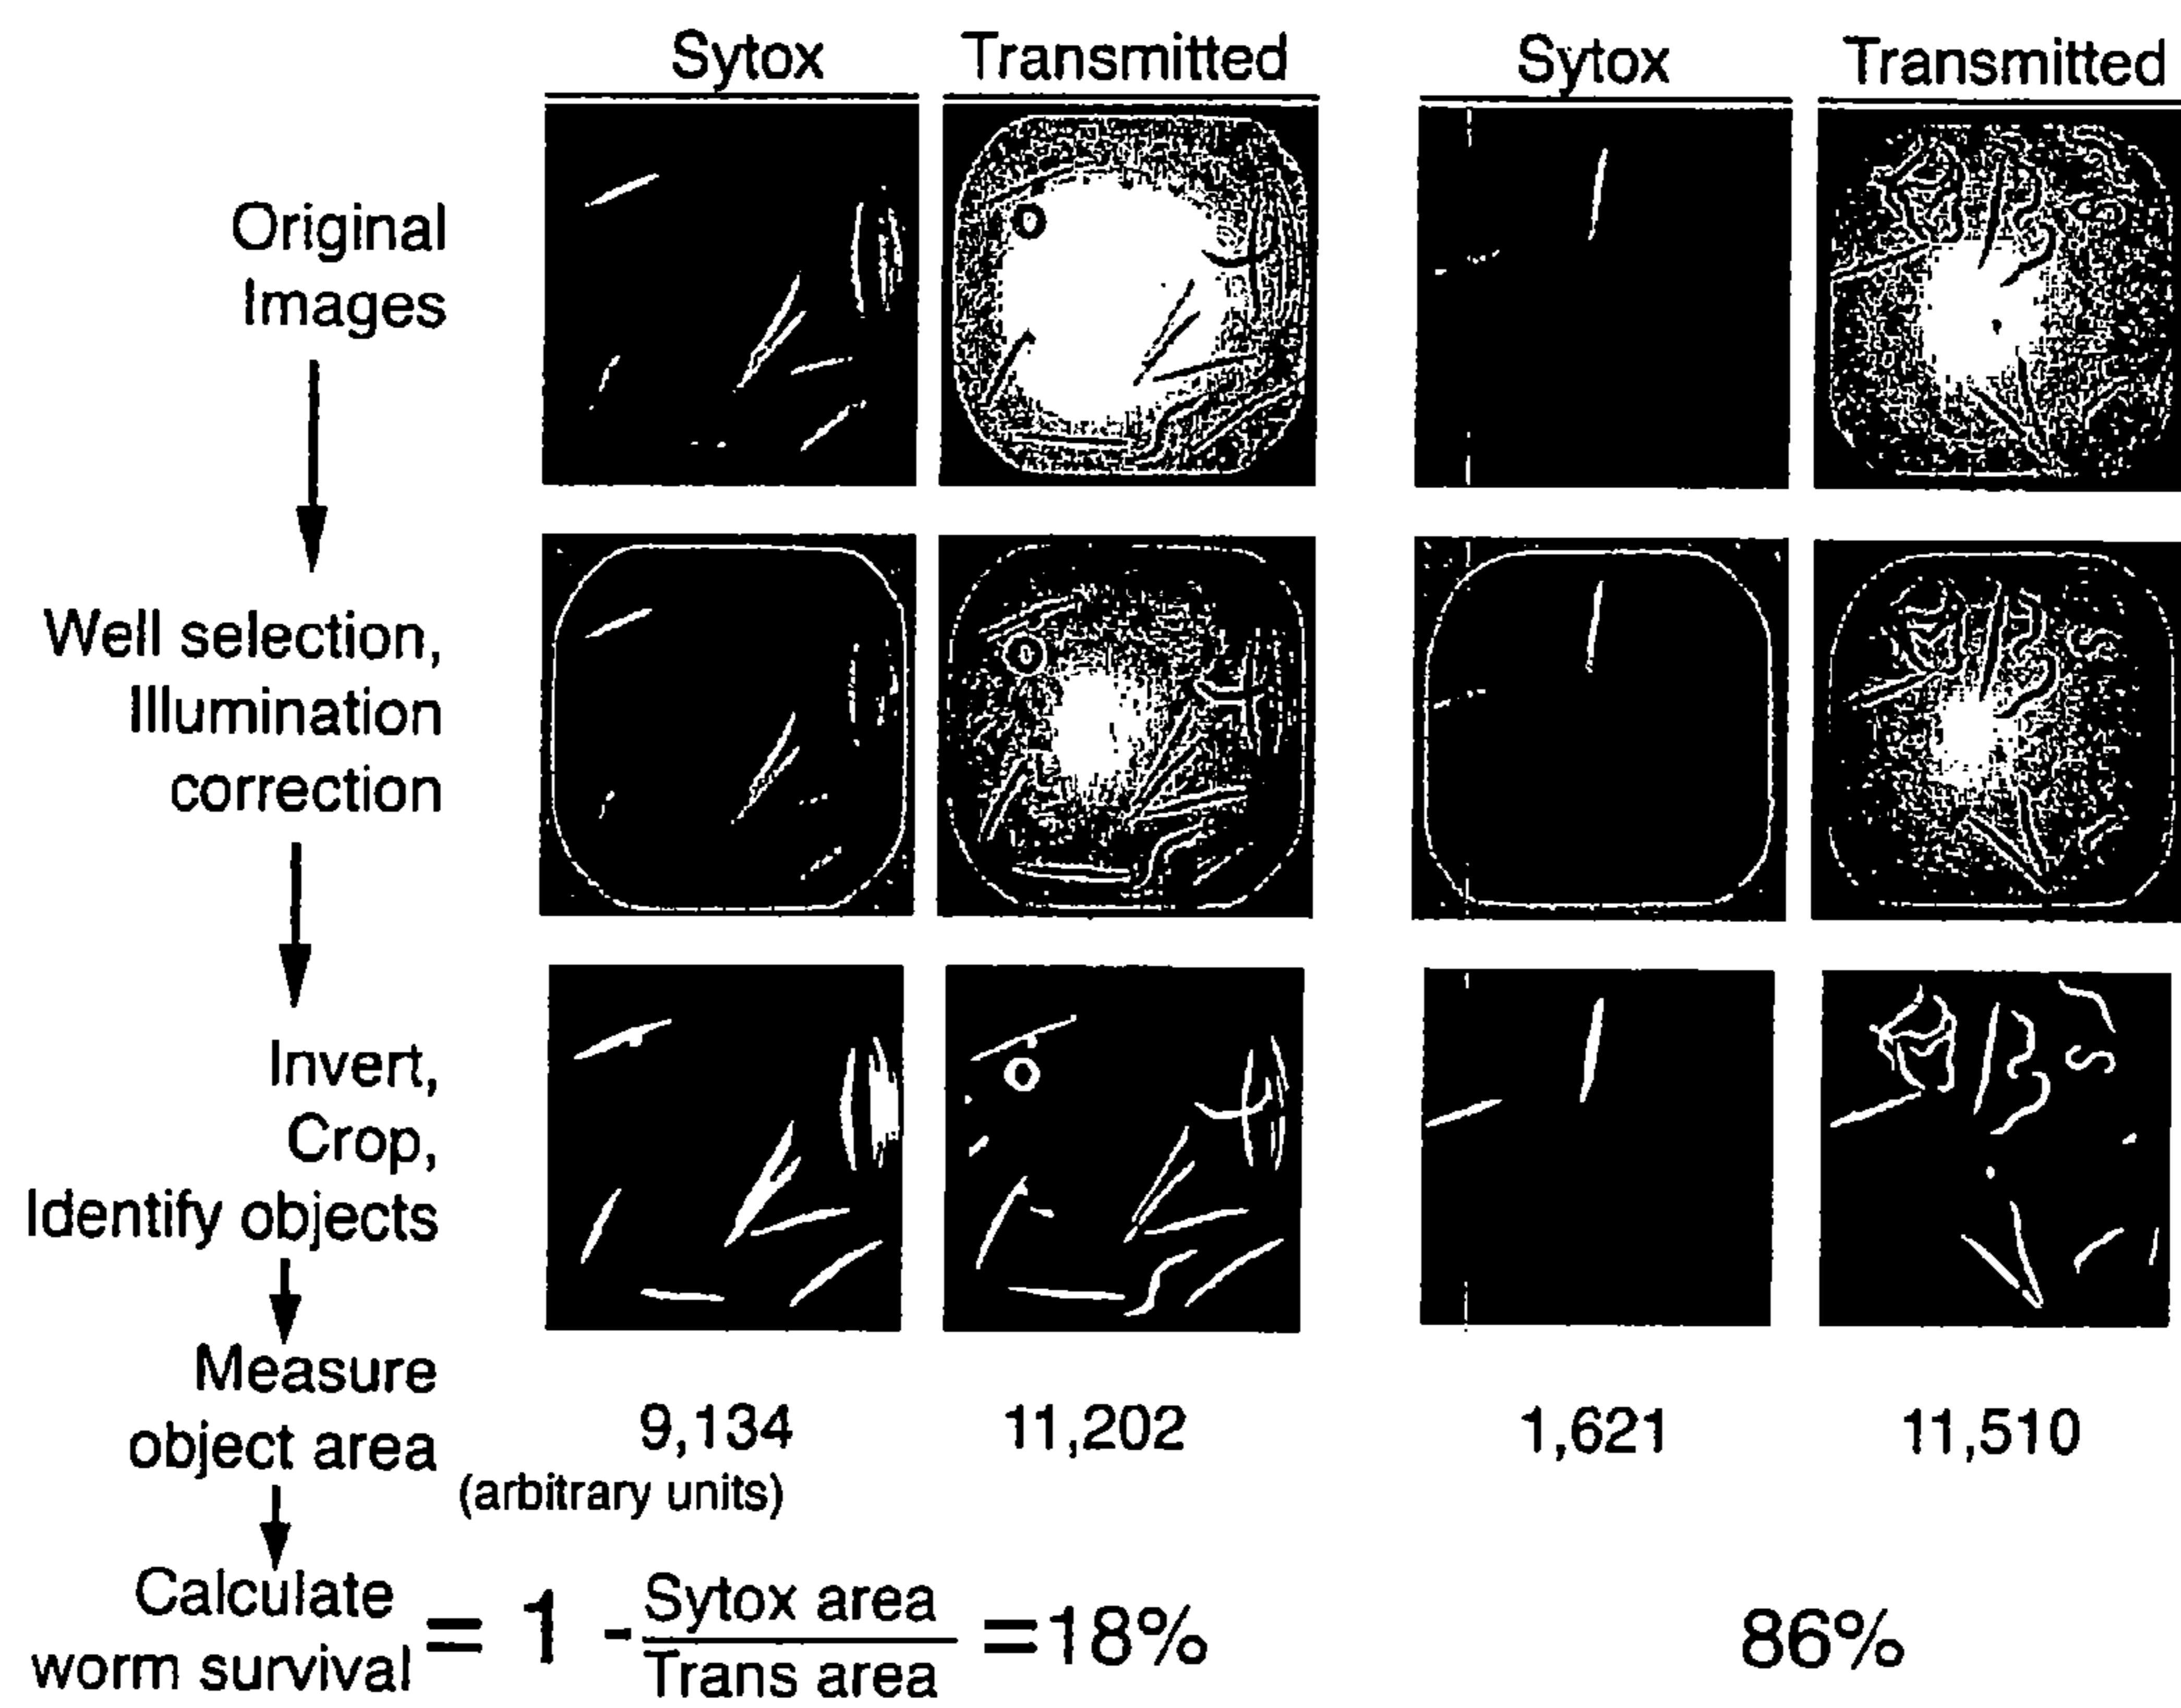 Sytox Transmitted Sytox Transmitted
Original
Images
Well selection,
Illumination
correction
Invert,
Crop,
Identify objects
Measure
object area
9,134 11,202 1,621 11,510
(arbitrary units)
Calculate
worm survival = 1 - Sytox area
Trans area
=18% 86%